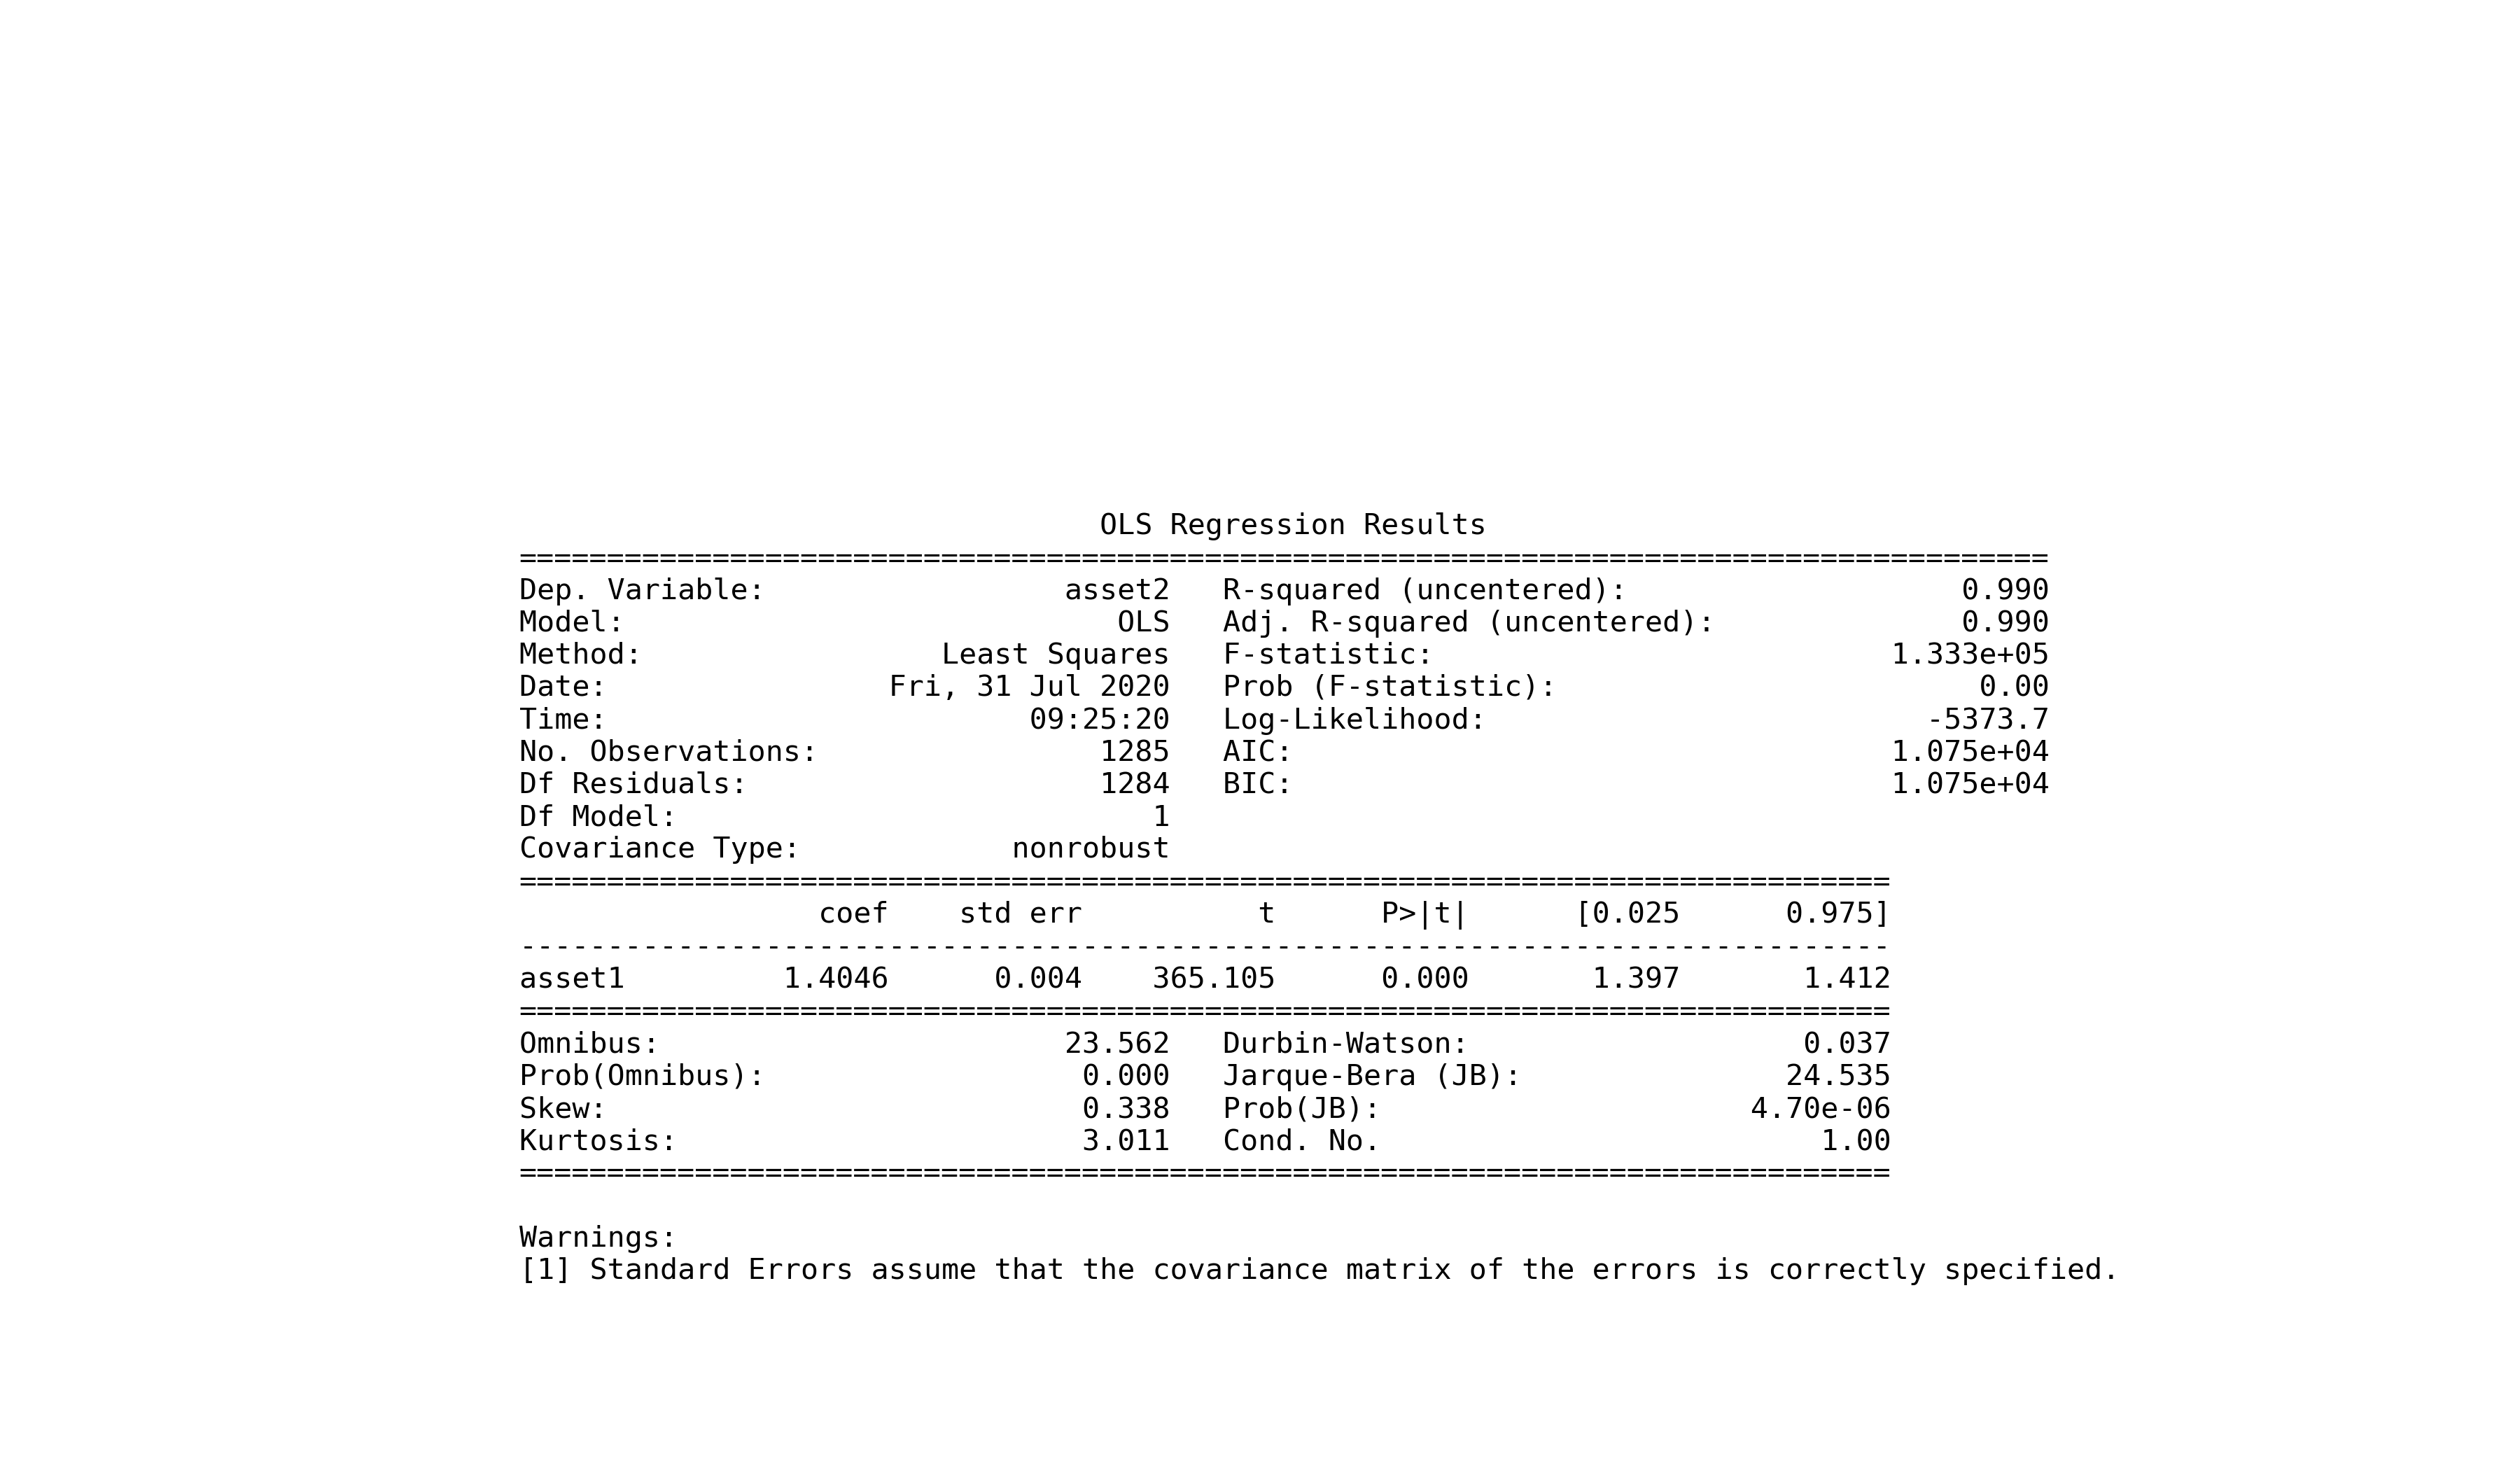 OLS Regression Results
=======================================================================================
Dep. Variable:                 asset2   R-squared (uncentered):                   0.990
Model:                            OLS   Adj. R-squared (uncentered):              0.990
Method:                 Least Squares   F-statistic:                          1.333e+05
Date:                Fri, 31 Jul 2020   Prob (F-statistic):                        0.00
Time:                        09:25:20   Log-Likelihood:                         -5373.7
No. Observations:                1285   AIC:                                  1.075e+04
Df Residuals:                    1284   BIC:                                  1.075e+04
Df Model:                           1
Covariance Type:            nonrobust
==============================================================================
                 coef    std err          t      P>|t|      [0.025      0.975]
------------------------------------------------------------------------------
asset1         1.4046      0.004    365.105      0.000       1.397       1.412
==============================================================================
Omnibus:                       23.562   Durbin-Watson:                   0.037
Prob(Omnibus):                  0.000   Jarque-Bera (JB):               24.535
Skew:                           0.338   Prob(JB):                     4.70e-06
Kurtosis:                       3.011   Cond. No.                         1.00
==============================================================================

Warnings:
[1] Standard Errors assume that the covariance matrix of the errors is correctly specified.